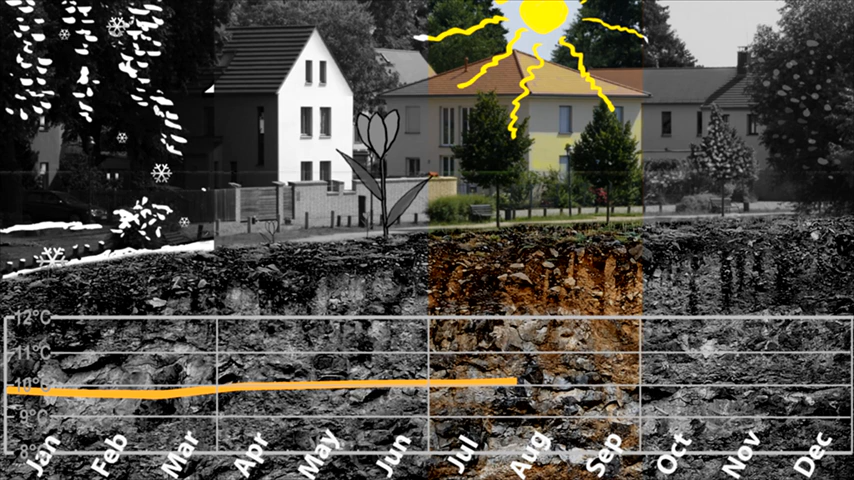 12°C
11°C
10°C
9°C
8°C
Jan Feb Mar Apr May Jun Jul Aug Sep Oct Nov Dec